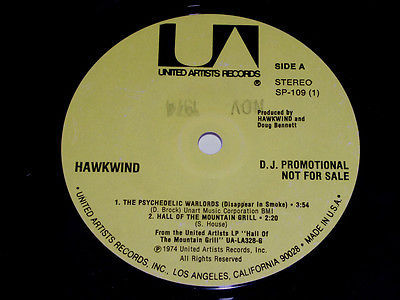 UA
UNITED ARTISTS RECORDS
®
SIDE A
STEREO
SP-109 (1)
NOV 1974
Produced by
HAWKWIND and
Doug Bennett
HAWKWIND
D.J. PROMOTIONAL
NOT FOR SALE
1. THE PSYCHEDELIC WARLORDS (Disappear in Smoke) • 3:54
(D. Brock) Unart Music Corporation BMI
2. HALL OF THE MOUNTAIN GRILL • 2:20
(S. House)
From the United Artists LP "Hall Of
The Mountain Grill" UA-LA328-G
Ⓟ © 1974 United Artists Records, Inc.
All Rights Reserved
• UNITED ARTISTS RECORDS, INC., LOS ANGELES, CALIFORNIA 90028 • MADE IN U.S.A. •